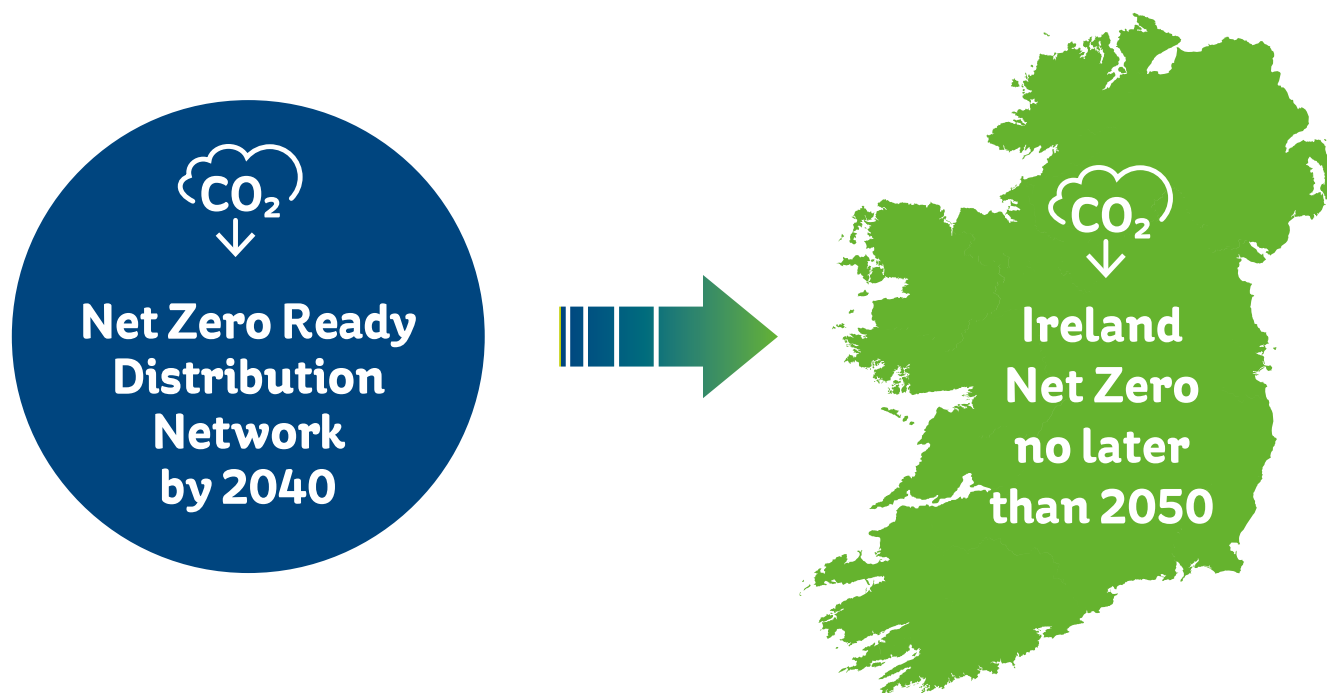 CO₂
Net Zero Ready
Distribution
Network
by 2040
CO₂
Ireland
Net Zero
no later
than 2050